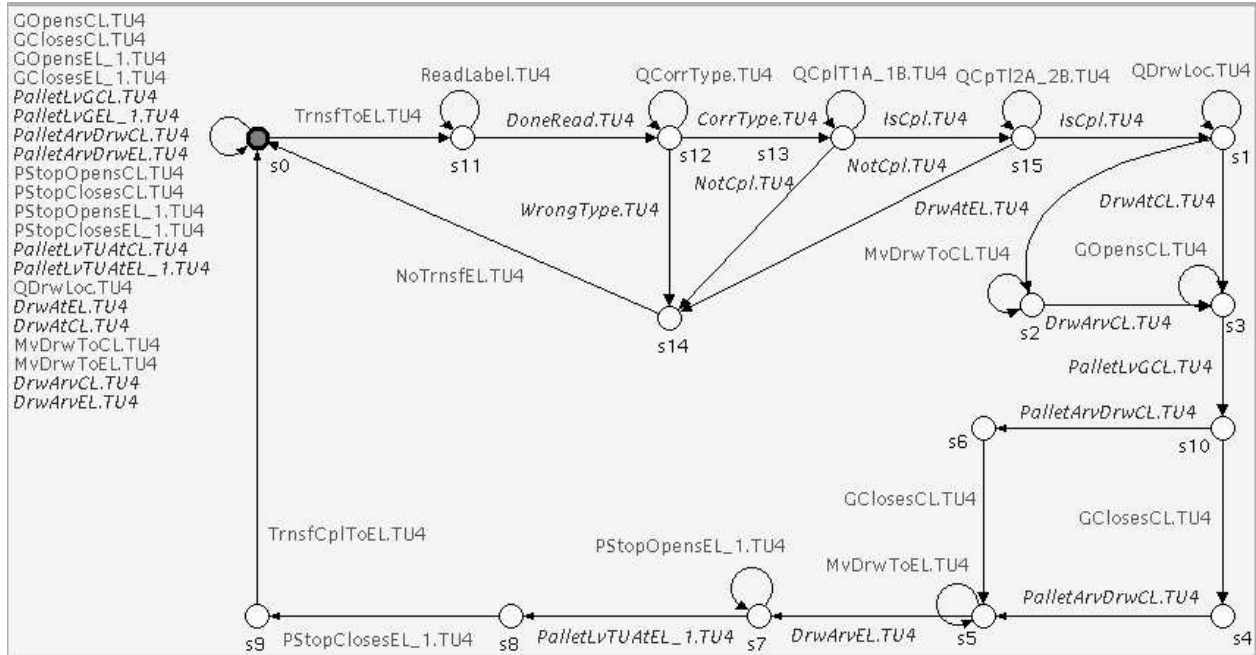 GOpensCL.TU4
GClosesCL.TU4
GOpensEL_1.TU4
GClosesEL_1.TU4
PalletLvGCL.TU4
PalletLvGEL_1.TU4
PalletArvDrwCL.TU4
PalletArvDrwEL.TU4
PStopOpensCL.TU4
PStopClosesCL.TU4
PStopOpensEL_1.TU4
PStopClosesEL_1.TU4
PalletLvTUAtCL.TU4
PalletLvTUAtEL_1.TU4
QDrwLoc.TU4
DrwAtEL.TU4
DrwAtCL.TU4
MvDrwToCL.TU4
MvDrwToEL.TU4
DrwArvCL.TU4
DrwArvEL.TU4
ReadLabel.TU4
QCorrType.TU4
QCplT1A_1B.TU4
QCpTl2A_2B.TU4
QDrwLoc.TU4
TrnsfToEL.TU4
DoneRead.TU4
CorrType.TU4
IsCpl.TU4
IsCpl.TU4
s0
s11
s12
s13
s15
s1
NotCpl.TU4
NotCpl.TU4
WrongType.TU4
DrwAtEL.TU4
DrwAtCL.TU4
MvDrwToCL.TU4
GOpensCL.TU4
NoTrnsfEL.TU4
s14
s2
DrwArvCL.TU4
s3
PalletLvGCL.TU4
PalletArvDrwCL.TU4
s6
s10
GClosesCL.TU4
GClosesCL.TU4
TrnsfCplToEL.TU4
PStopOpensEL_1.TU4
MvDrwToEL.TU4
PalletArvDrwCL.TU4
s9
PStopClosesEL_1.TU4
s8
PalletLvTUAtEL_1.TU4
s7
DrwArvEL.TU4
s5
s4